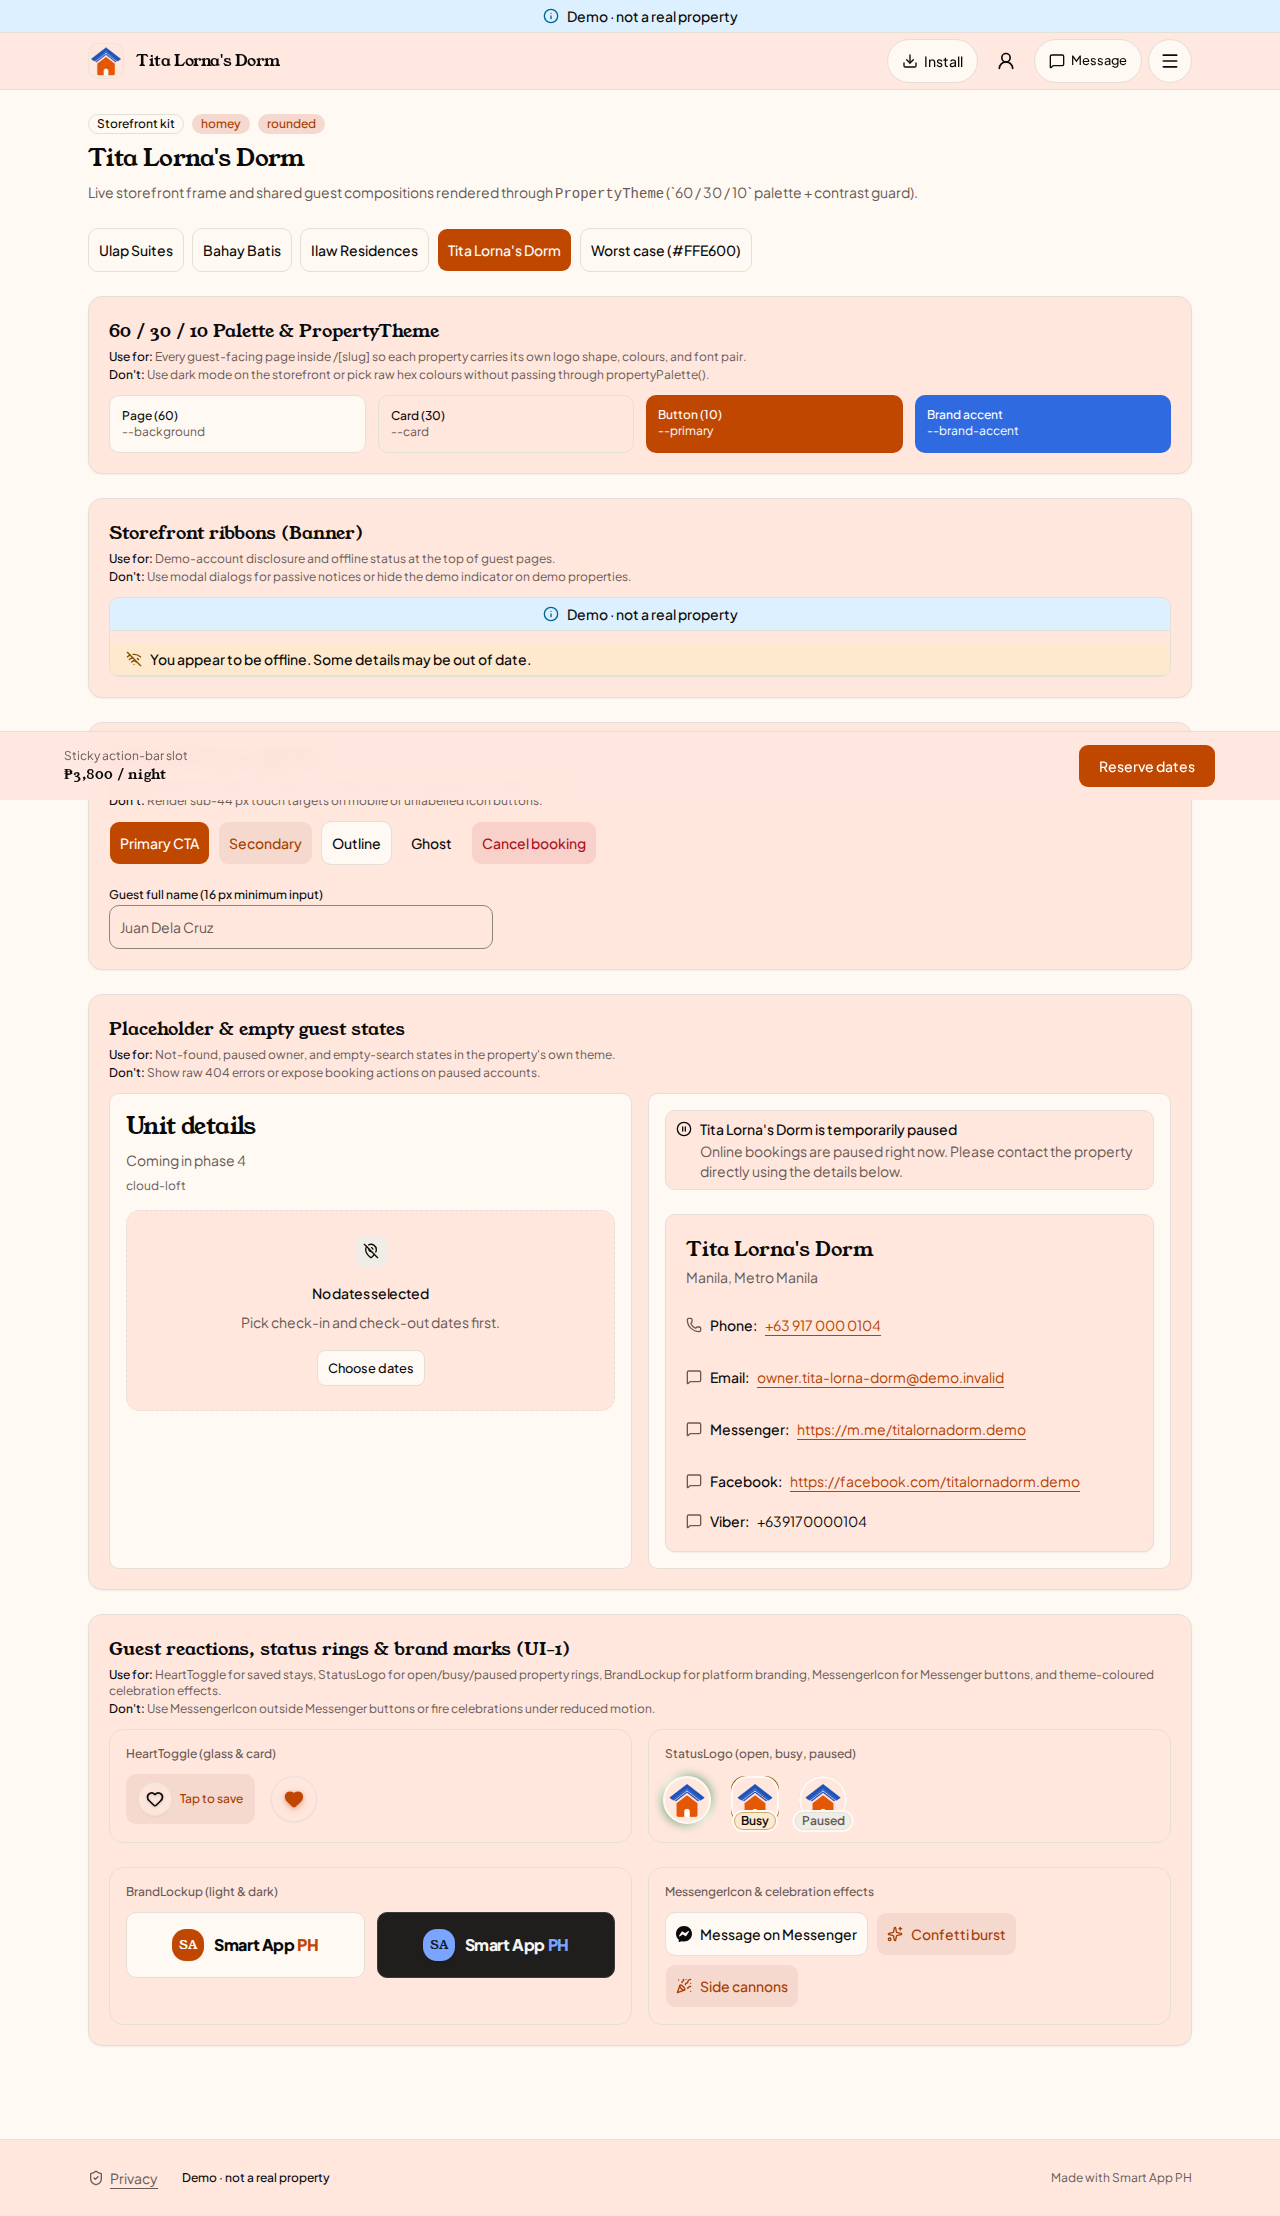 Demo · not a real property
Tita Lorna's Dorm
Install
Message
Storefront kit
homey
rounded
Tita Lorna's Dorm
Live storefront frame and shared guest compositions rendered through PropertyTheme (`60 / 30 / 10` palette + contrast guard).
Ulap Suites
Bahay Batis
Ilaw Residences
Tita Lorna's Dorm
Worst case (#FFE600)
60 / 30 / 10 Palette & PropertyTheme
Use for: Every guest-facing page inside /[slug] so each property carries its own logo shape, colours, and font pair.
Don't: Use dark mode on the storefront or pick raw hex colours without passing through propertyPalette().
Page (60)
--background
Card (30)
--card
Button (10)
--primary
Brand accent
--brand-accent
Storefront ribbons (Banner)
Use for: Demo-account disclosure and offline status at the top of guest pages.
Don't: Use modal dialogs for passive notices or hide the demo indicator on demo properties.
Demo · not a real property
You appear to be offline. Some details may be out of date.
Sticky action-bar slot
₱3,800 / night
Reserve dates
Don't: Render sub-44 px touch targets on mobile or unlabelled icon buttons.
Primary CTA
Secondary
Outline
Ghost
Cancel booking
Guest full name (16 px minimum input)
Juan Dela Cruz
Placeholder & empty guest states
Use for: Not-found, paused owner, and empty-search states in the property's own theme.
Don't: Show raw 404 errors or expose booking actions on paused accounts.
Unit details
Coming in phase 4
cloud-loft
No dates selected
Pick check-in and check-out dates first.
Choose dates
Tita Lorna's Dorm is temporarily paused
Online bookings are paused right now. Please contact the property
directly using the details below.
Tita Lorna's Dorm
Manila, Metro Manila
Phone: +63 917 000 0104
Email: owner.tita-lorna-dorm@demo.invalid
Messenger: https://m.me/titalornadorm.demo
Facebook: https://facebook.com/titalornadorm.demo
Viber: +639170000104
Guest reactions, status rings & brand marks (UI-1)
Use for: HeartToggle for saved stays, StatusLogo for open/busy/paused property rings, BrandLockup for platform branding, MessengerIcon for Messenger buttons, and theme-coloured
celebration effects.
Don't: Use MessengerIcon outside Messenger buttons or fire celebrations under reduced motion.
HeartToggle (glass & card)
Tap to save
StatusLogo (open, busy, paused)
Busy
Paused
BrandLockup (light & dark)
SA Smart App PH
SA Smart App PH
MessengerIcon & celebration effects
Message on Messenger
Confetti burst
Side cannons
Privacy
Demo · not a real property
Made with Smart App PH